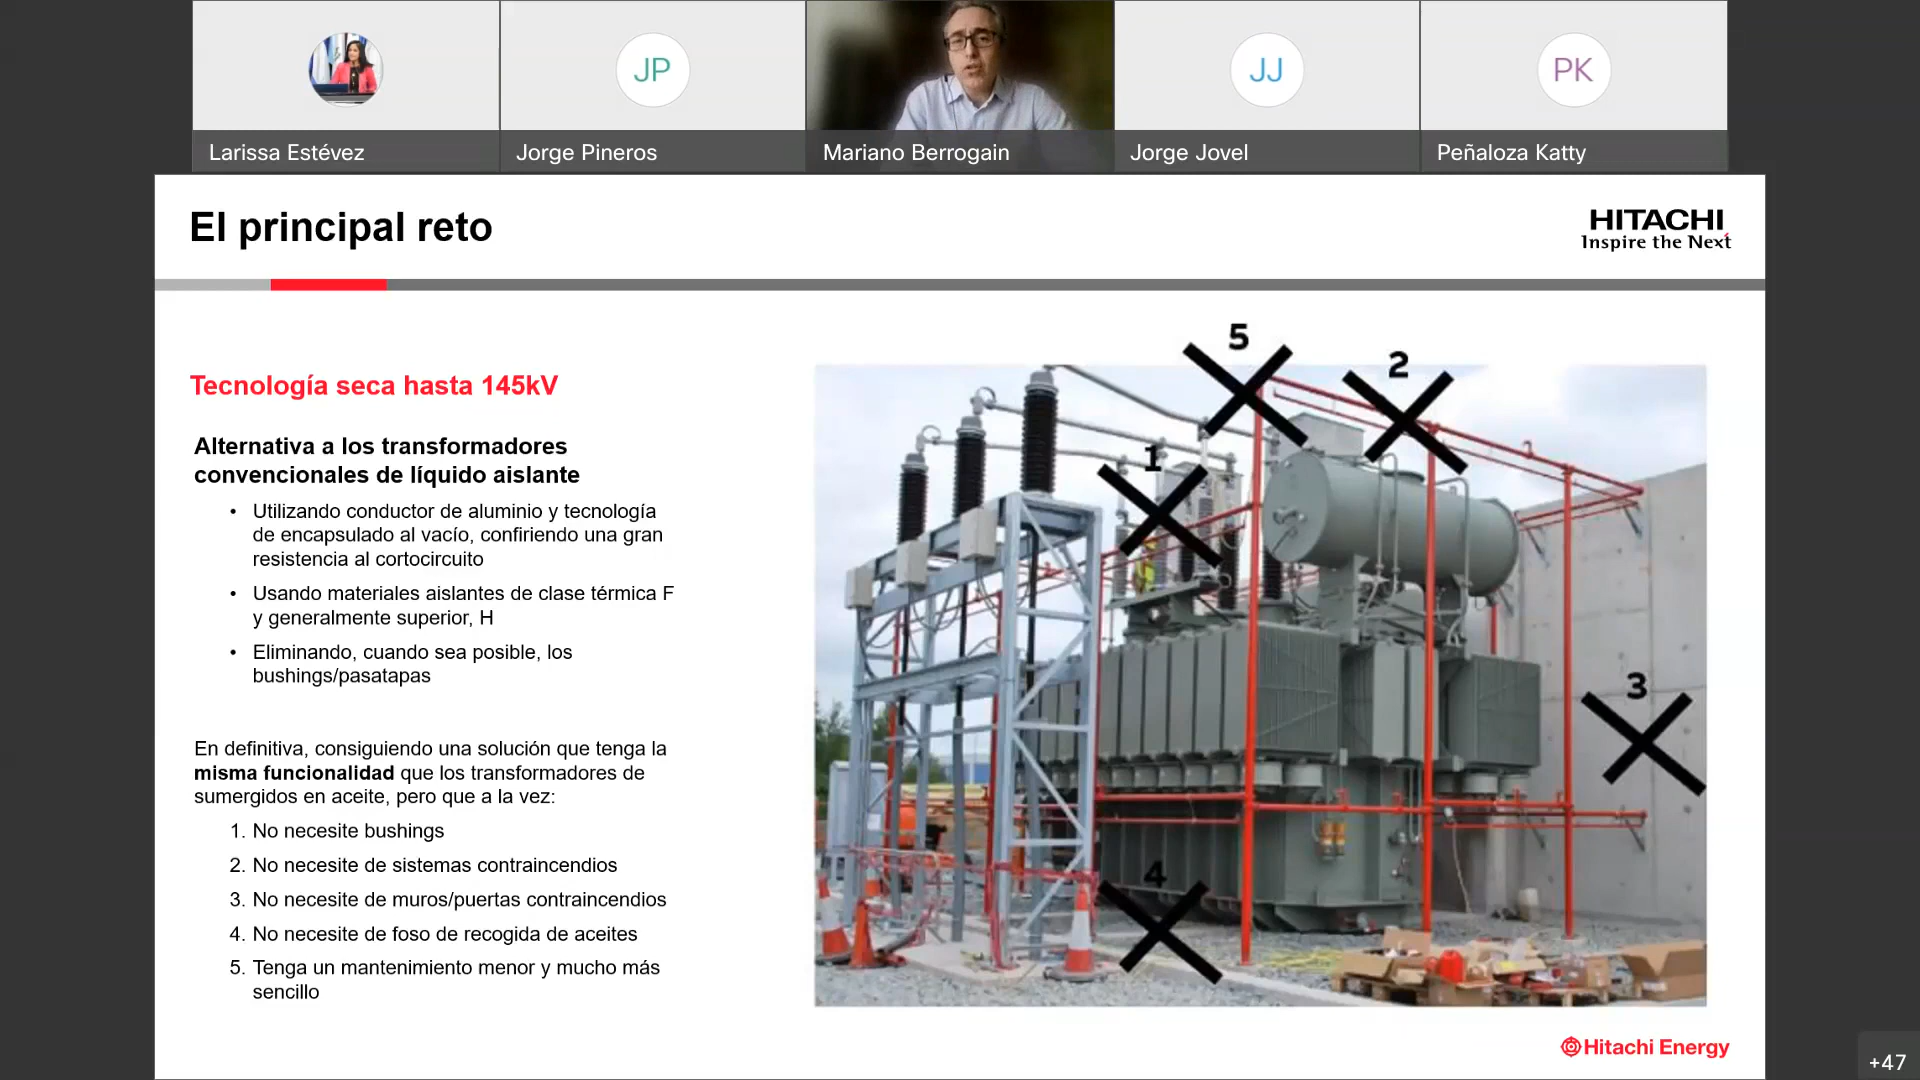 JP
JJ
PK
Larissa Estévez
Jorge Pineros
Mariano Berrogain
Jorge Jovel
Peñaloza Katty
El principal reto
HITACHI
Inspire the Next
Tecnología seca hasta 145kV
Alternativa a los transformadores
convencionales de líquido aislante
• Utilizando conductor de aluminio y tecnología
de encapsulado al vacío, confiriendo una gran
resistencia al cortocircuito
• Usando materiales aislantes de clase térmica F
y generalmente superior, H
• Eliminando, cuando sea posible, los
bushings/pasatapas
En definitiva, consiguiendo una solución que tenga la
misma funcionalidad que los transformadores de
sumergidos en aceite, pero que a la vez:
1. No necesite bushings
2. No necesite de sistemas contraincendios
3. No necesite de muros/puertas contraincendios
4. No necesite de foso de recogida de aceites
5. Tenga un mantenimiento menor y mucho más
sencillo
5
2
1
3
4
Hitachi Energy
+47